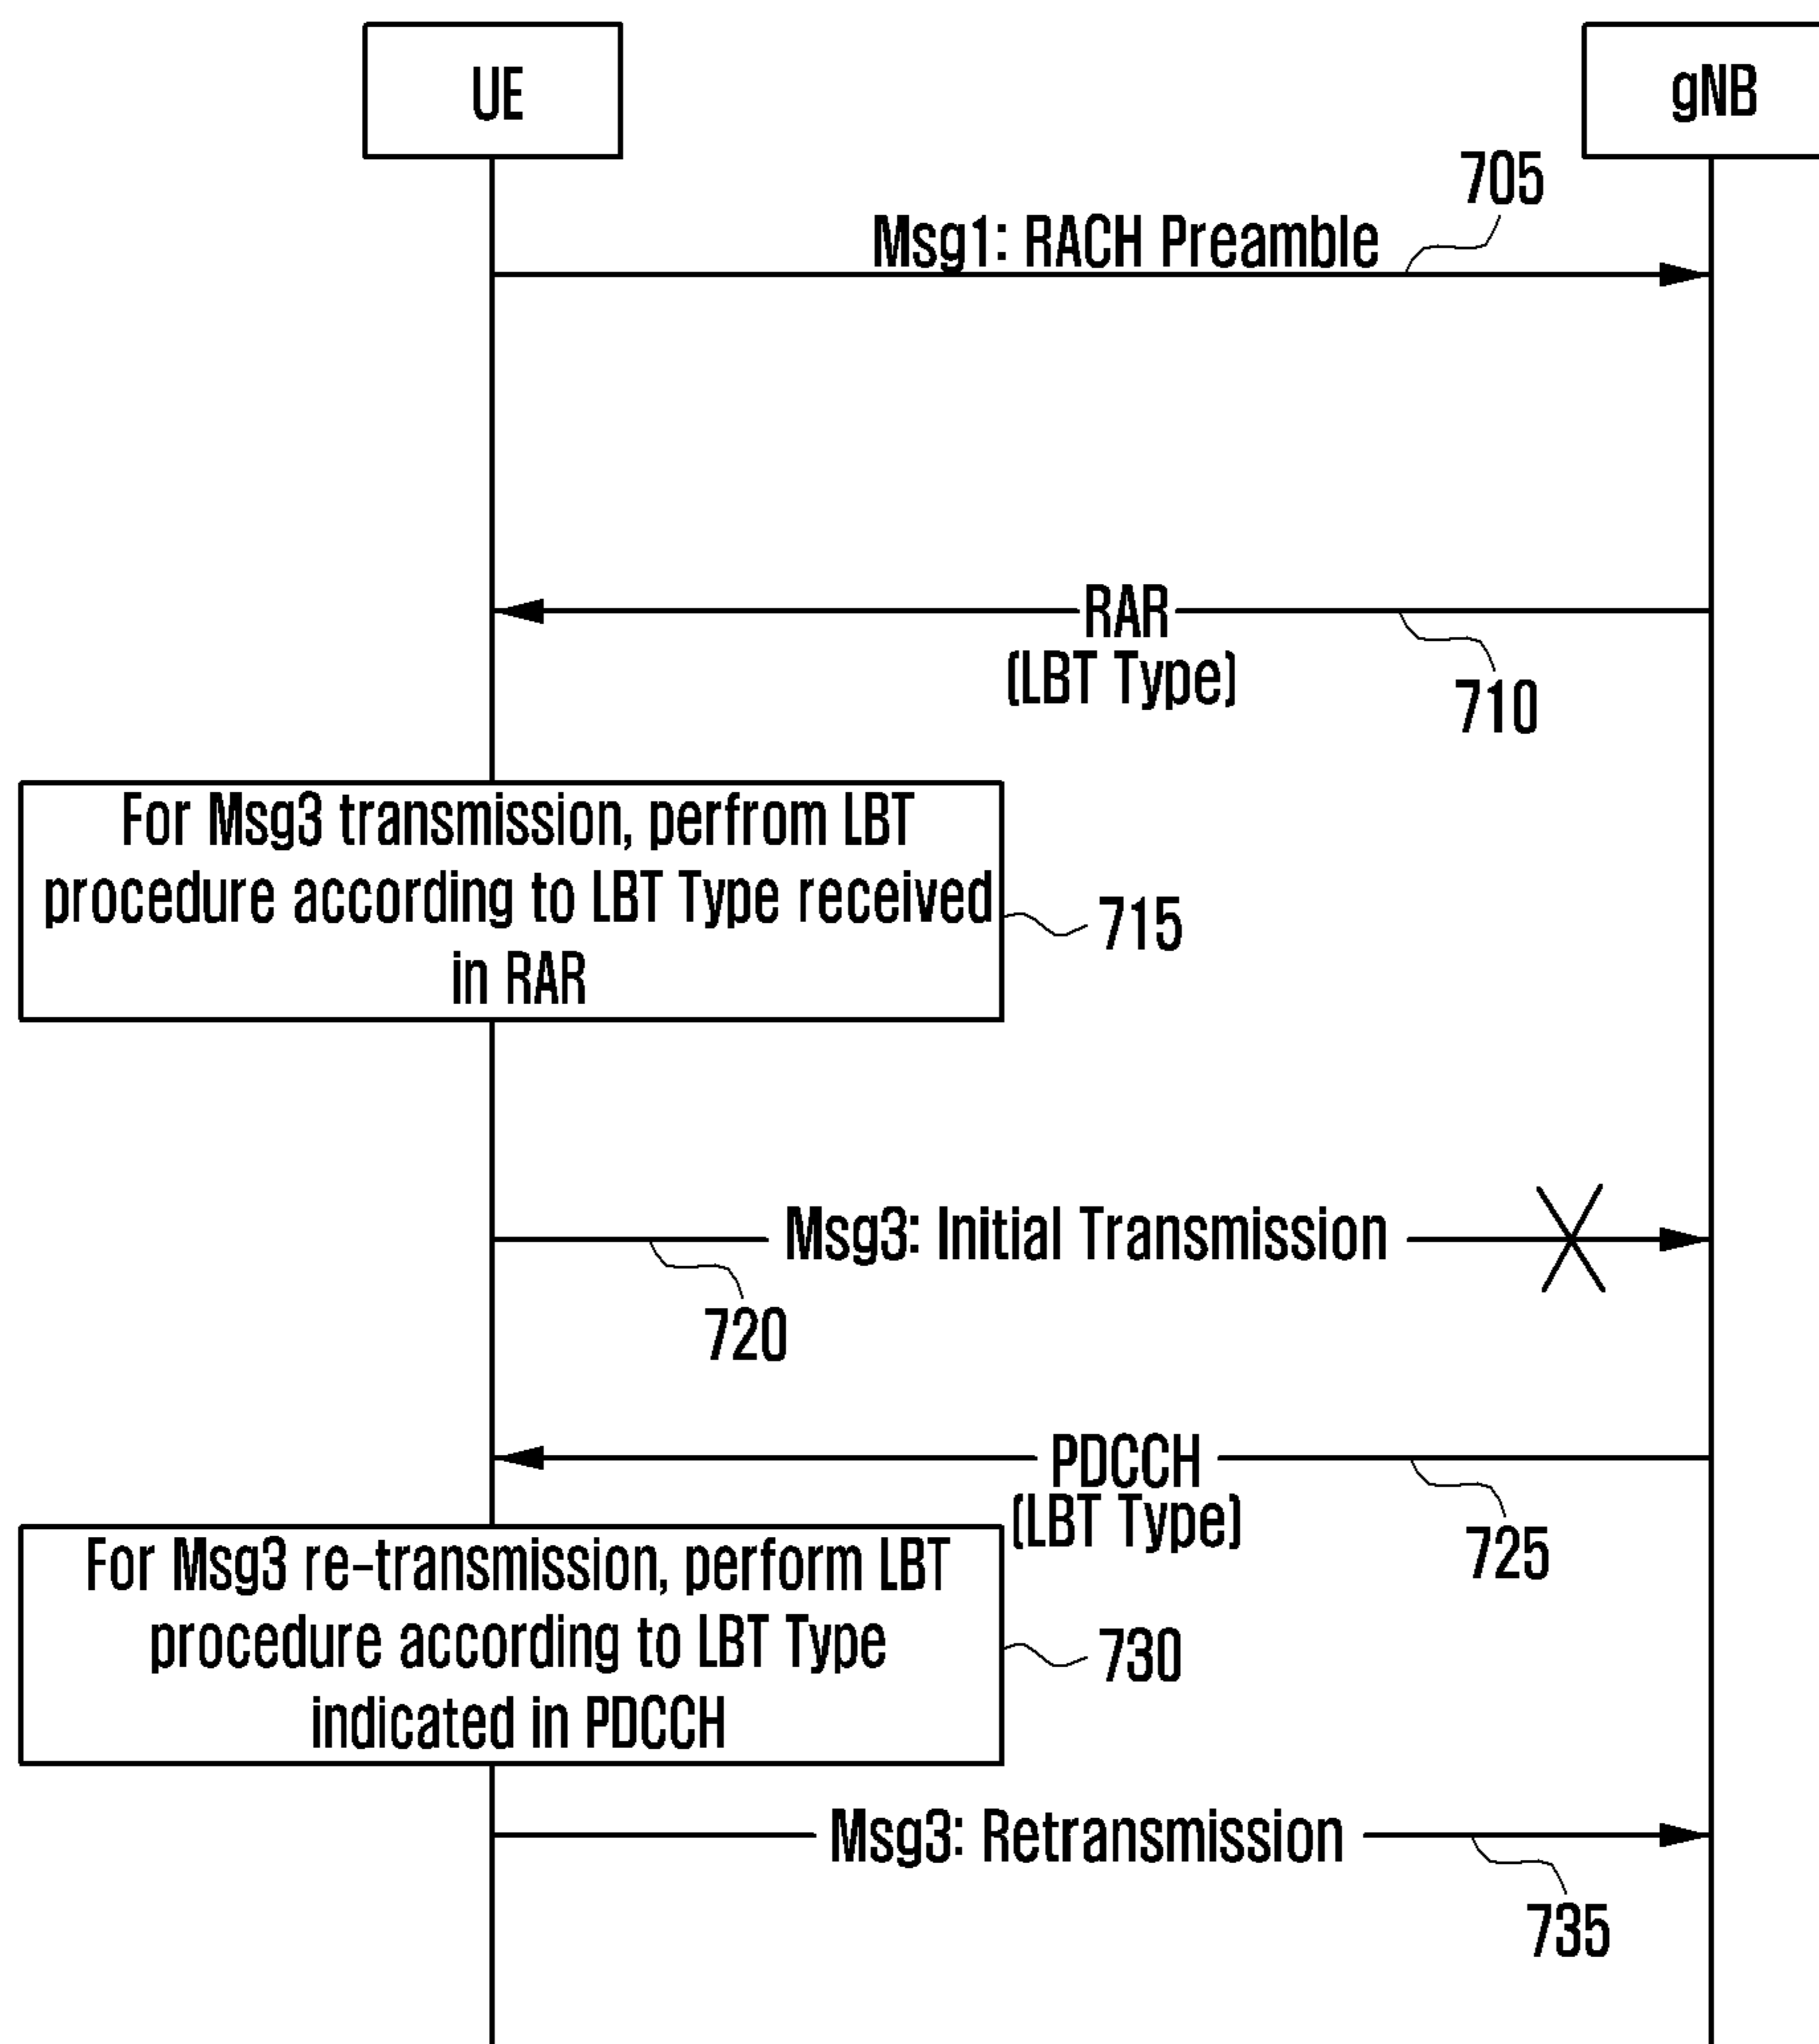 UE
gNB
705
Msg1: RACH Preamble
RAR
(LBT Type)
710
For Msg3 transmission, perfrom LBT
procedure according to LBT Type received
in RAR
715
Msg3: Initial Transmission
720
PDCCH
(LBT Type)
725
For Msg3 re-transmission, perform LBT
procedure according to LBT Type
indicated in PDCCH
730
Msg3: Retransmission
735